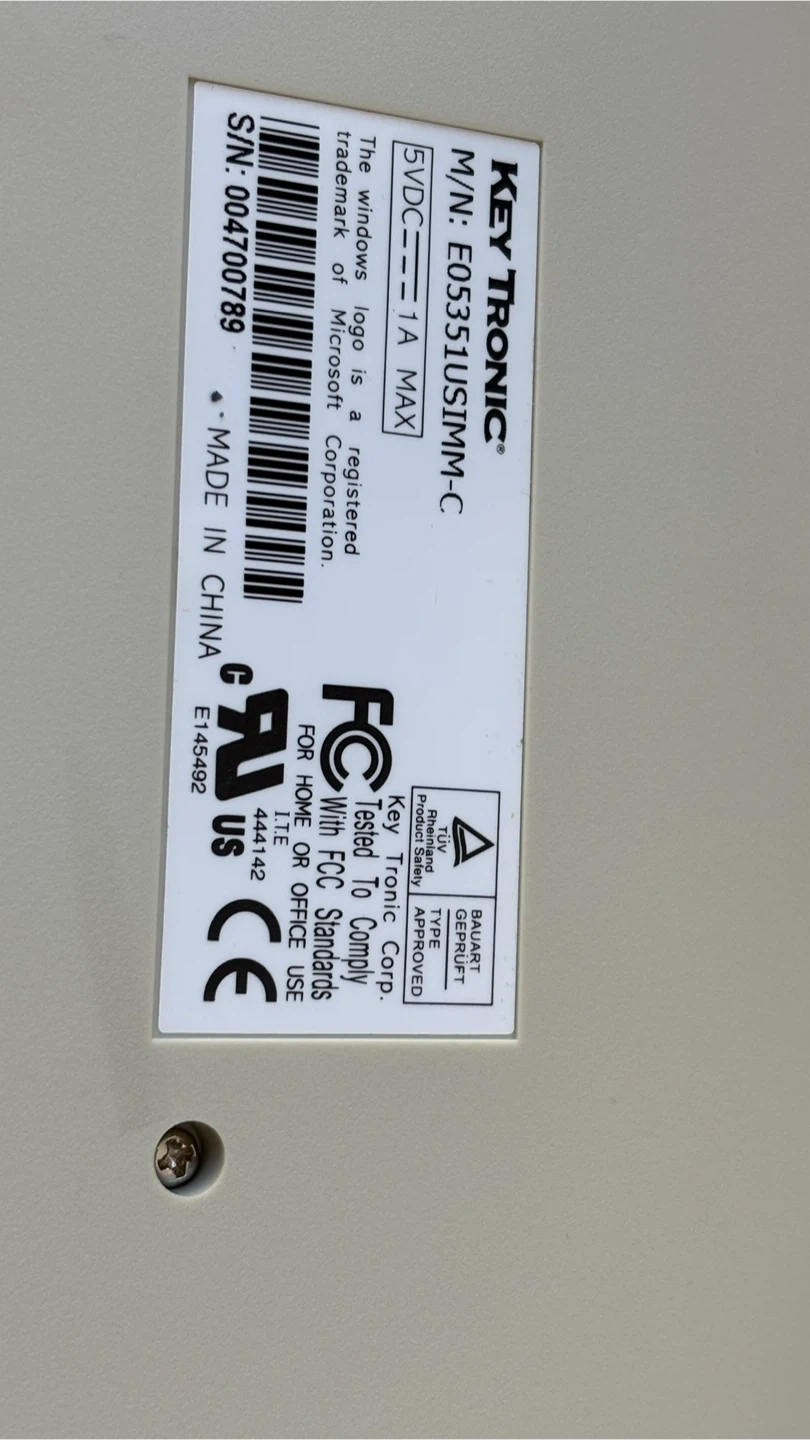 KEY TRONIC®
M/N: E05351USIMM-C
5VDC 1A MAX
The windows logo is a registered
trademark of Microsoft Corporation.
S/N: 004700789
MADE IN CHINA
TÜV
Rheinland
Product Safety
BAUART
GEPRÜFT
TYPE
APPROVED
FC
Key Tronic Corp.
Tested To Comply
With FCC Standards
FOR HOME OR OFFICE USE
c RU US
I.T.E
444142
E145492
CE